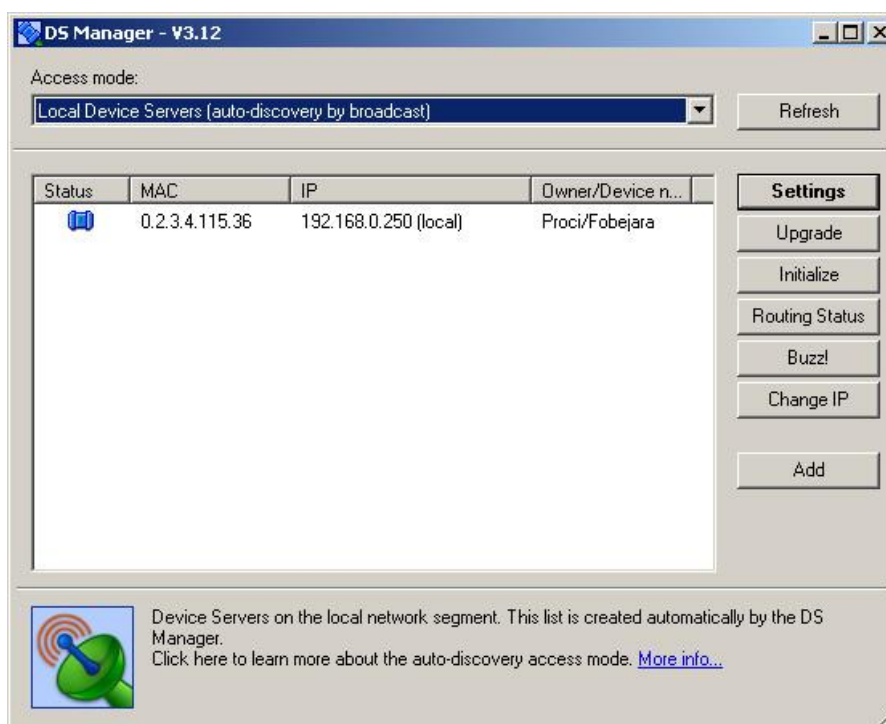 DS Manager - V3.12
Access mode:
Local Device Servers (auto-discovery by broadcast)
Refresh
Status MAC IP Owner/Device n...
0.2.3.4.115.36 192.168.0.250 (local) Proci/Fobejara
Settings
Upgrade
Initialize
Routing Status
Buzz!
Change IP
Add
Device Servers on the local network segment. This list is created automatically by the DS
Manager.
Click here to learn more about the auto-discovery access mode. More info...